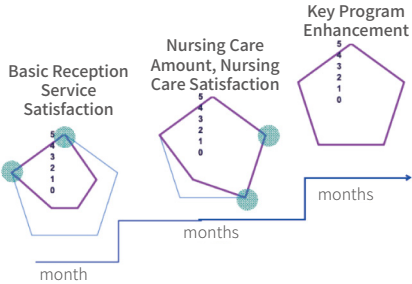 Key Program
Enhancement
Nursing Care
Amount, Nursing
Care Satisfaction
Basic Reception
Service
Satisfaction
5
4
3
2
1
0
5
4
3
2
1
0
5
4
3
2
1
0
months
months
month